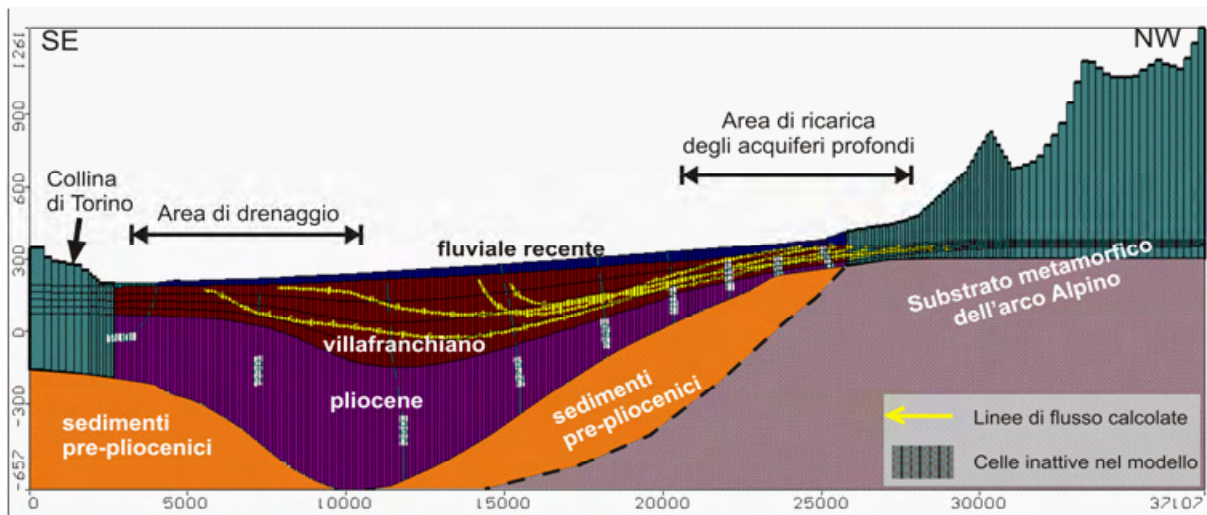 SE
NW
1261
900
600
300
0
-300
-657
Collina
di Torino
Area di drenaggio
Area di ricarica
degli acquiferi profondi
fluviale recente
villafranchiano
pliocene
sedimenti
pre-pliocenici
sedimenti
pre-pliocenici
Substrato metamorfico
dell'arco Alpino
Linee di flusso calcolate
Celle inattive nel modello
0
5000
10000
15000
20000
25000
30000
37107